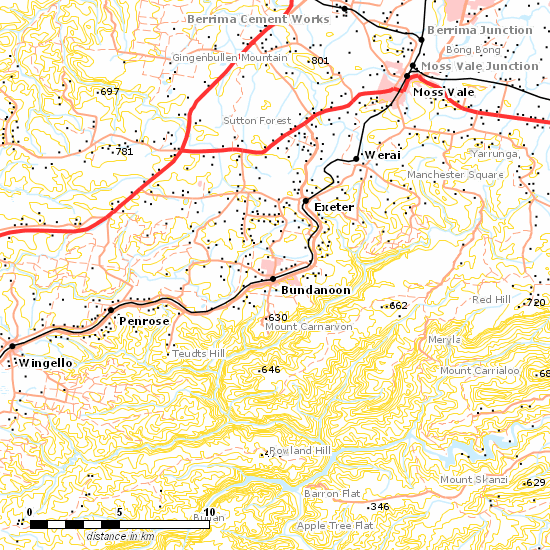 Berrima Cement Works
Berrima Junction
Bong Bong
Gingenbullen Mountain
801
Moss Vale Junction
697
Moss Vale
Sutton Forest
781
Werai
Yarrunga
Manchester Square
Exeter
Bundanoon
Red Hill
720
662
Penrose
630
Mount Carnarvon
Meryla
Teudts Hill
Wingello
646
Mount Carrialoo
Rowland Hill
Mount Skanzi
629
Barron Flat
346
Apple Tree Flat
0 5 10
distance in km